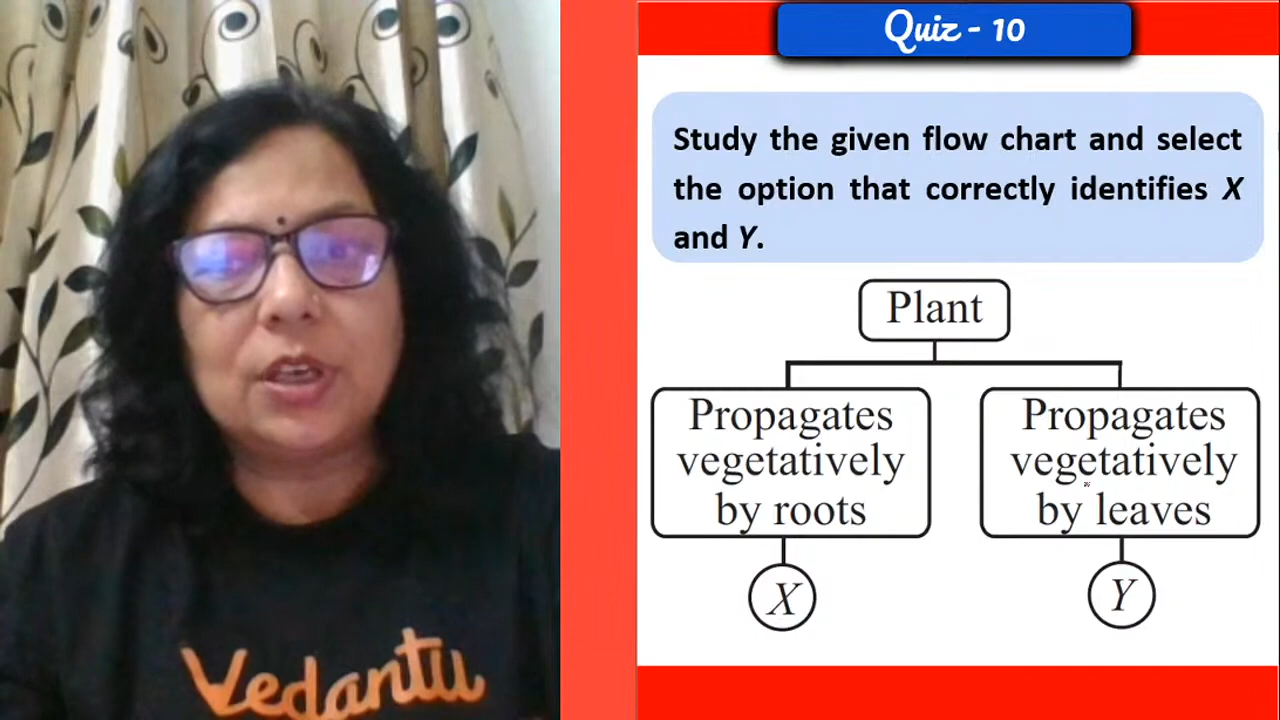 Quiz - 10
Study the given flow chart and select
the option that correctly identifies X
and Y.
Plant
Propagates
vegetatively
by roots
Propagates
vegetatively
by leaves
X
Y
Vedantu